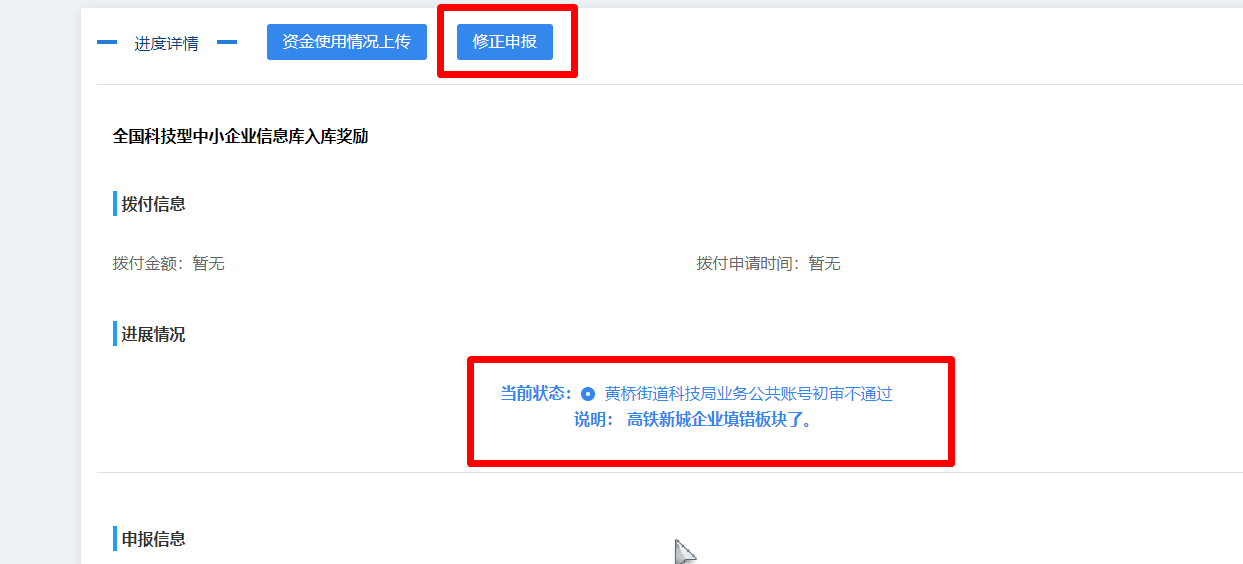 进度详情 资金使用情况上传 修正申报
全国科技型中小企业信息库入库奖励
拨付信息
拨付金额：暂无 拨付申请时间：暂无
进展情况
当前状态： 黄桥街道科技局业务公共账号初审不通过
说明： 高铁新城企业填错板块了。
申报信息